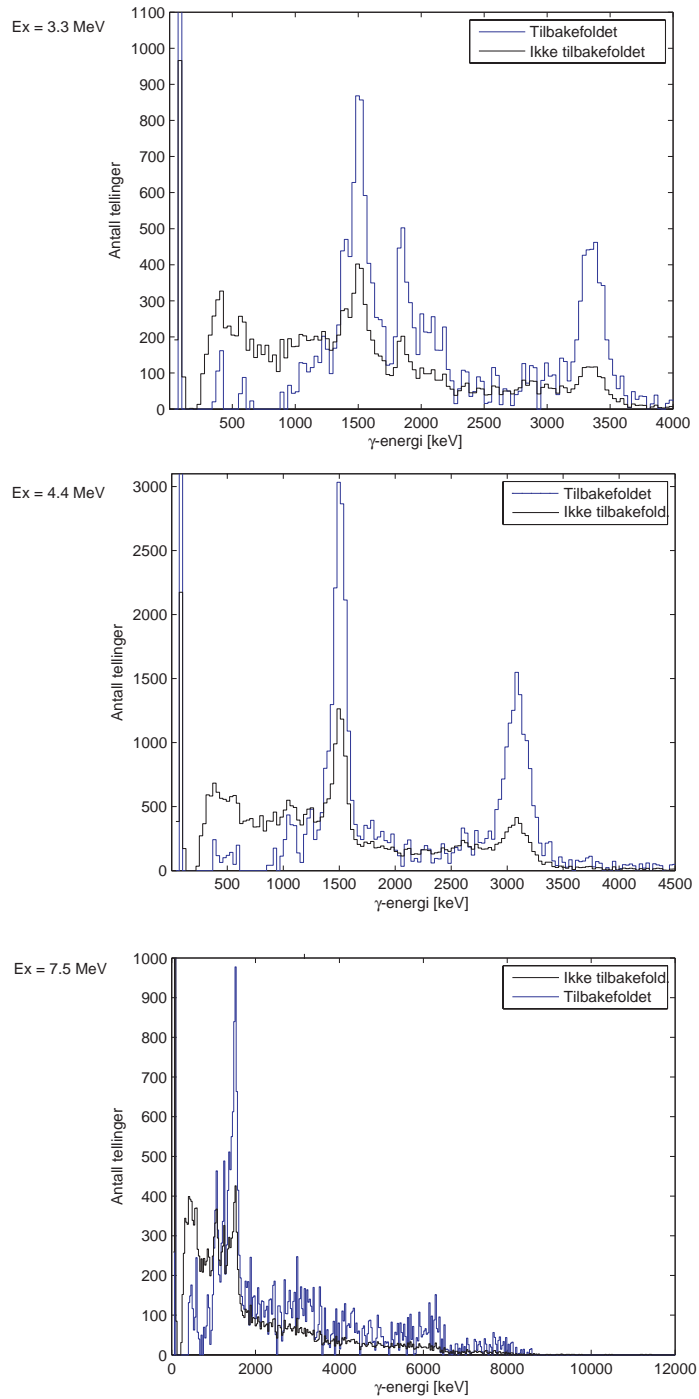 Ex = 3.3 MeV
1100
1000
900
800
700
600
500
400
300
200
100
0
Antall tellinger
Tilbakefoldet
Ikke tilbakefoldet
500 1000 1500 2000 2500 3000 3500 4000
γ-energi [keV]
Ex = 4.4 MeV
3000
2500
2000
1500
1000
500
0
Antall tellinger
Tilbakefoldet
Ikke tilbakefold.
500 1000 1500 2000 2500 3000 3500 4000 4500
γ-energi [keV]
Ex = 7.5 MeV
1000
900
800
700
600
500
400
300
200
100
0
Antall tellinger
Ikke tilbakefold.
Tilbakefoldet
0 2000 4000 6000 8000 10000 12000
γ-energi [keV]